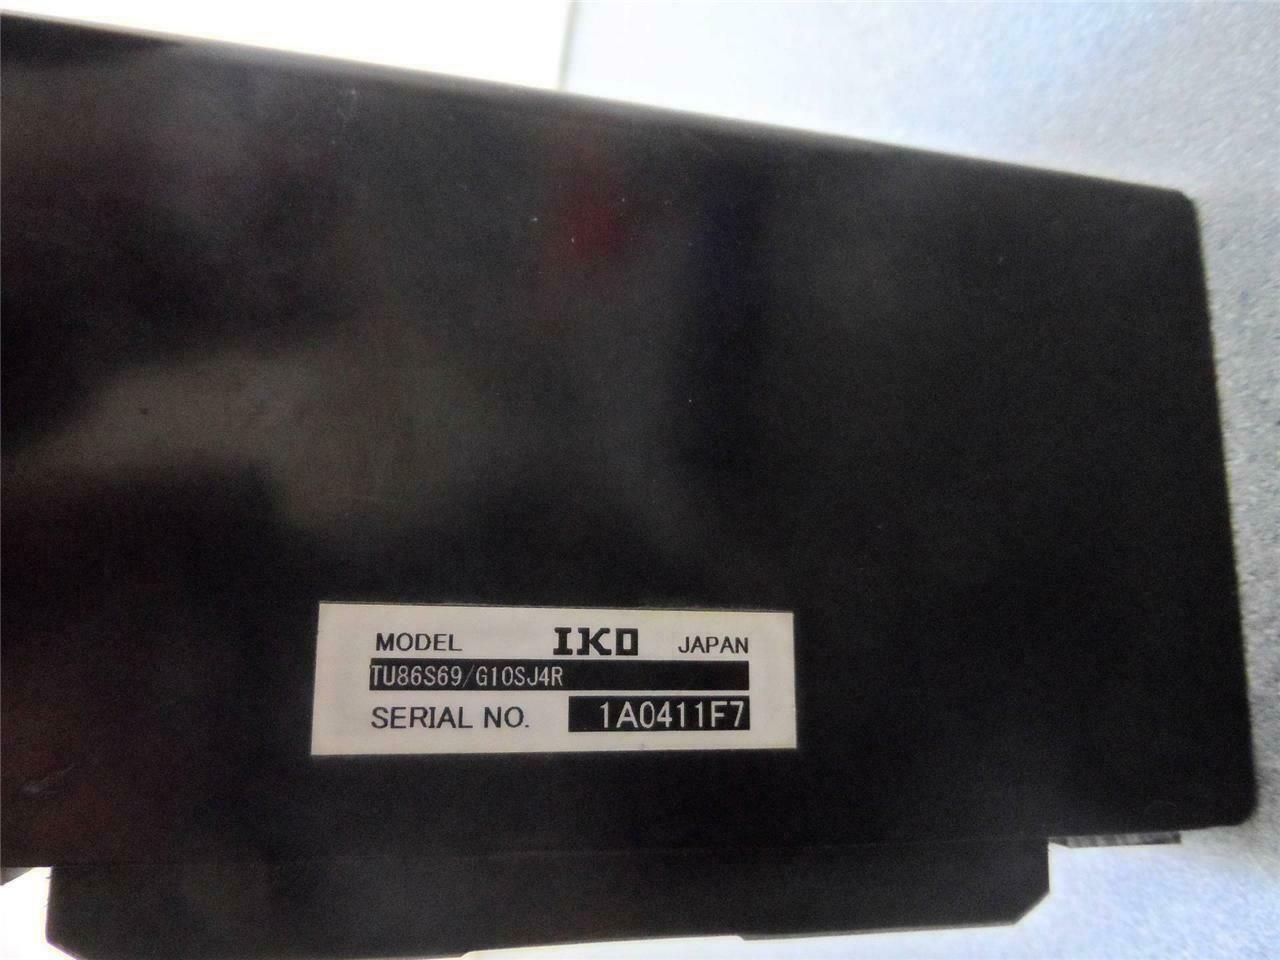 MODEL IKO JAPAN
TU86S69/G10SJ4R
SERIAL NO. 1A0411F7